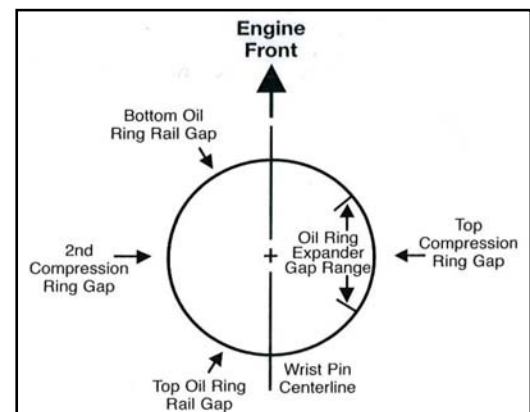 Engine
Front
Bottom Oil
Ring Rail Gap
2nd
Compression
Ring Gap
Oil Ring
Expander
Gap Range
Top
Compression
Ring Gap
Top Oil Ring
Rail Gap
Wrist Pin
Centerline